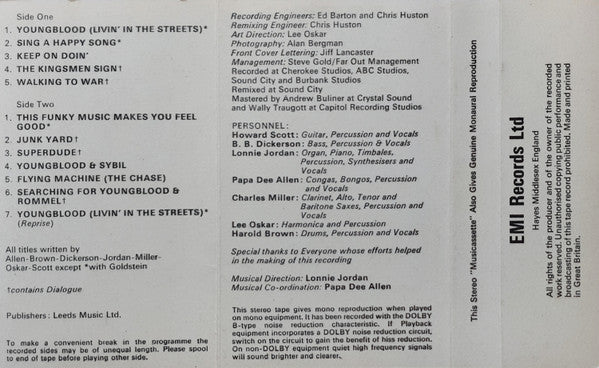 Side One
1. YOUNGBLOOD (LIVIN' IN THE STREETS)*
2. SING A HAPPY SONG*
3. KEEP ON DOIN'
4. THE KINGSMEN SIGN†
5. WALKING TO WAR†
Side Two
1. THIS FUNKY MUSIC MAKES YOU FEEL
GOOD*
2. JUNK YARD†
3. SUPERDUDE†
4. YOUNGBLOOD & SYBIL
5. FLYING MACHINE (THE CHASE)
6. SEARCHING FOR YOUNGBLOOD &
ROMMEL†
7. YOUNGBLOOD (LIVIN' IN THE STREETS)*
(Reprise)
All titles written by
Allen-Brown-Dickerson-Jordan-Miller-
Oskar-Scott except *with Goldstein
†contains Dialogue
Publishers: Leeds Music Ltd.
To make a convenient break in the programme the
recorded sides may be of unequal length. Please spool
to end of tape before playing other side.
Recording Engineers: Ed Barton and Chris Huston
Remixing Engineer: Chris Huston
Art Direction: Lee Oskar
Photography: Alan Bergman
Front Cover Lettering: Jiff Lancaster
Management: Steve Gold/Far Out Management
Recorded at Cherokee Studios, ABC Studios,
Sound City and Burbank Studios
Remixed at Sound City
Mastered by Andrew Buliner at Crystal Sound
and Wally Traugott at Capitol Recording Studios
PERSONNEL:
Howard Scott: Guitar, Percussion and Vocals
B. B. Dickerson: Bass, Percussion & Vocals
Lonnie Jordan: Organ, Piano, Timbales,
Percussion, Synthesisers and
Vocals
Papa Dee Allen: Congas, Bongos, Percussion
and Vocals
Charles Miller: Clarinet, Alto, Tenor and
Baritone Saxes, Percussion and
Vocals
Lee Oskar: Harmonica and Percussion
Harold Brown: Drums, Percussion and Vocals
Special thanks to Everyone whose efforts helped
in the making of this recording
Musical Direction: Lonnie Jordan
Musical Co-ordination: Papa Dee Allen
This stereo tape gives mono reproduction when played
on mono equipment. It has been recorded with the DOLBY
B-type noise reduction characteristic. If Playback
equipment incorporates a DOLBY noise reduction circuit,
switch on the circuit to gain the benefit of hiss reduction.
On non-DOLBY equipment quiet high frequency signals
will sound brighter and clearer.
This Stereo "Musicassette" Also Gives Genuine Monaural Reproduction
EMI Records Ltd
Hayes Middlesex England
All rights of the producer and of the owner of the recorded
work reserved. Unauthorised copying public performance and
broadcasting of this tape record prohibited. Made and printed
in Great Britain.